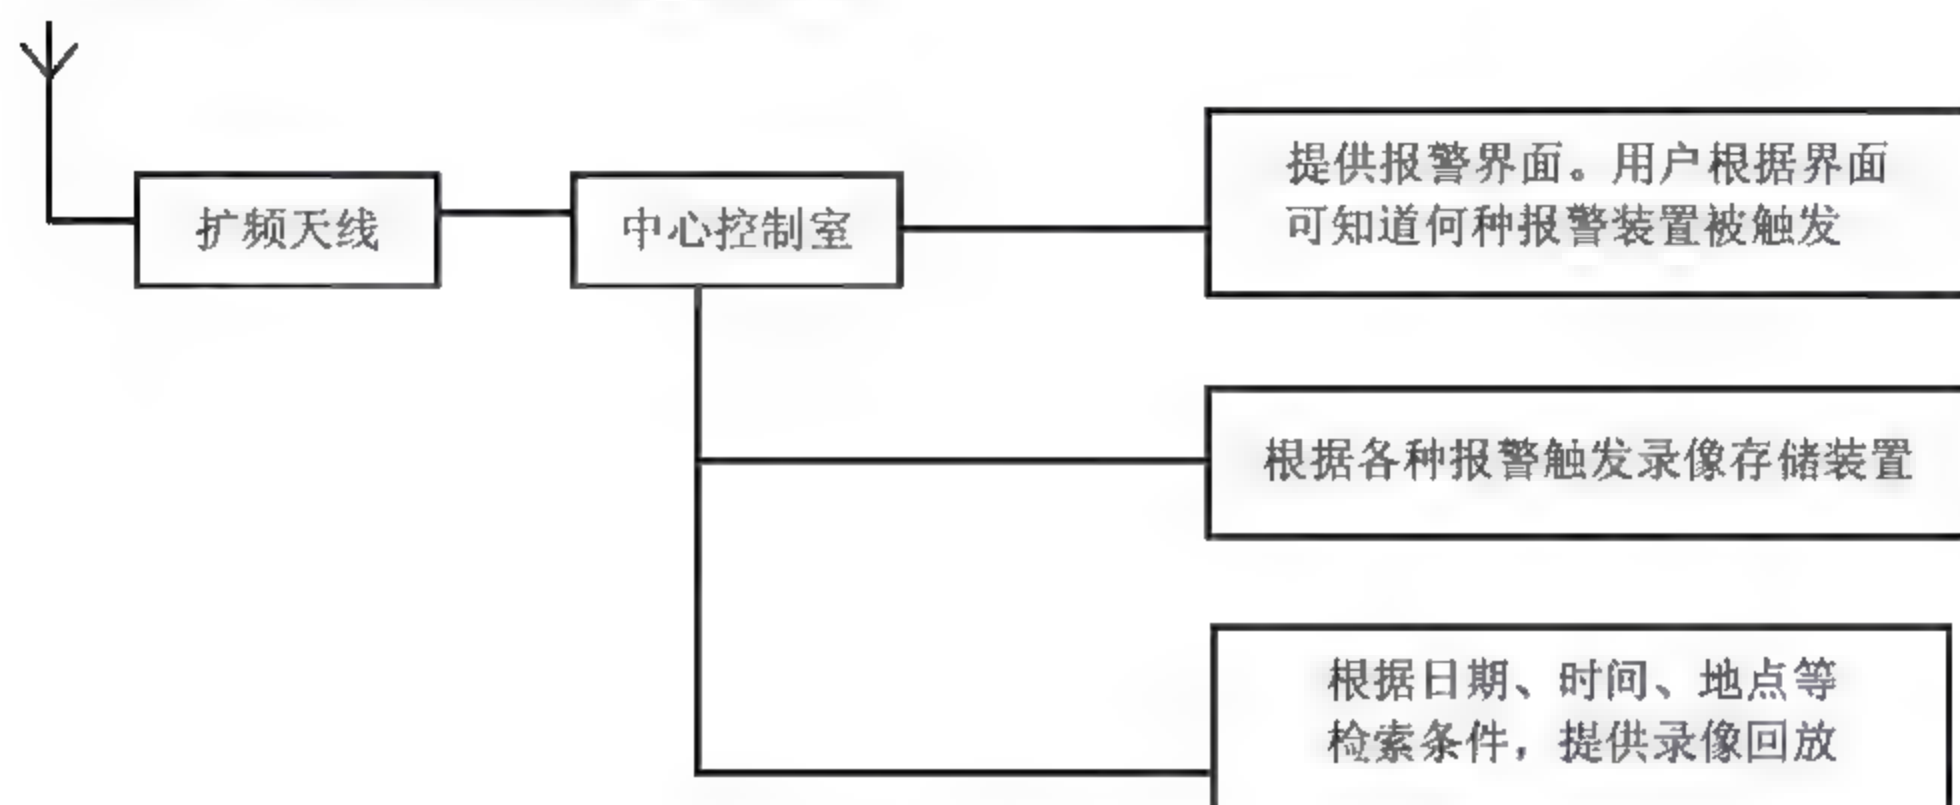 扩频天线
中心控制室
提供报警界面。用户根据界面
可知道何种报警装置被触发
根据各种报警触发录像存储装置
根据日期、时间、地点等
检索条件，提供录像回放